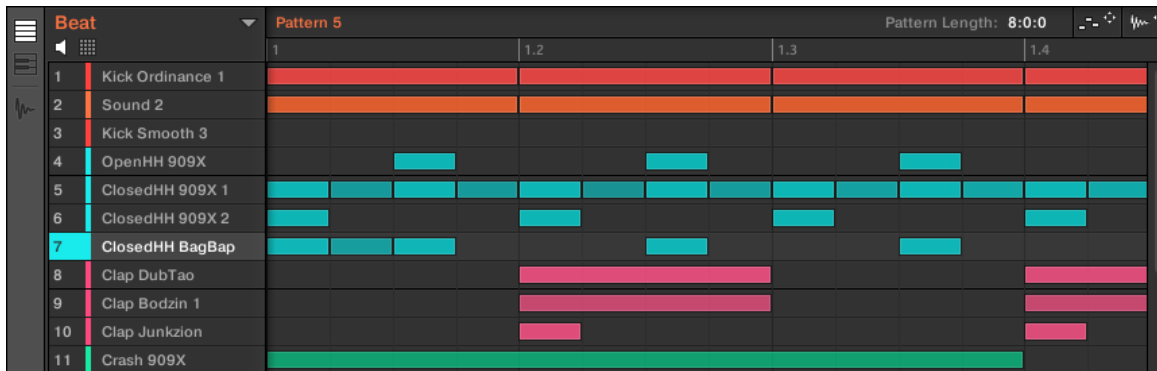 Beat Pattern 5 Pattern Length: 8:0:0
1 1.2 1.3 1.4
1 Kick Ordinance 1
2 Sound 2
3 Kick Smooth 3
4 OpenHH 909X
5 ClosedHH 909X 1
6 ClosedHH 909X 2
7 ClosedHH BagBap
8 Clap DubTao
9 Clap Bodzin 1
10 Clap Junkzion
11 Crash 909X